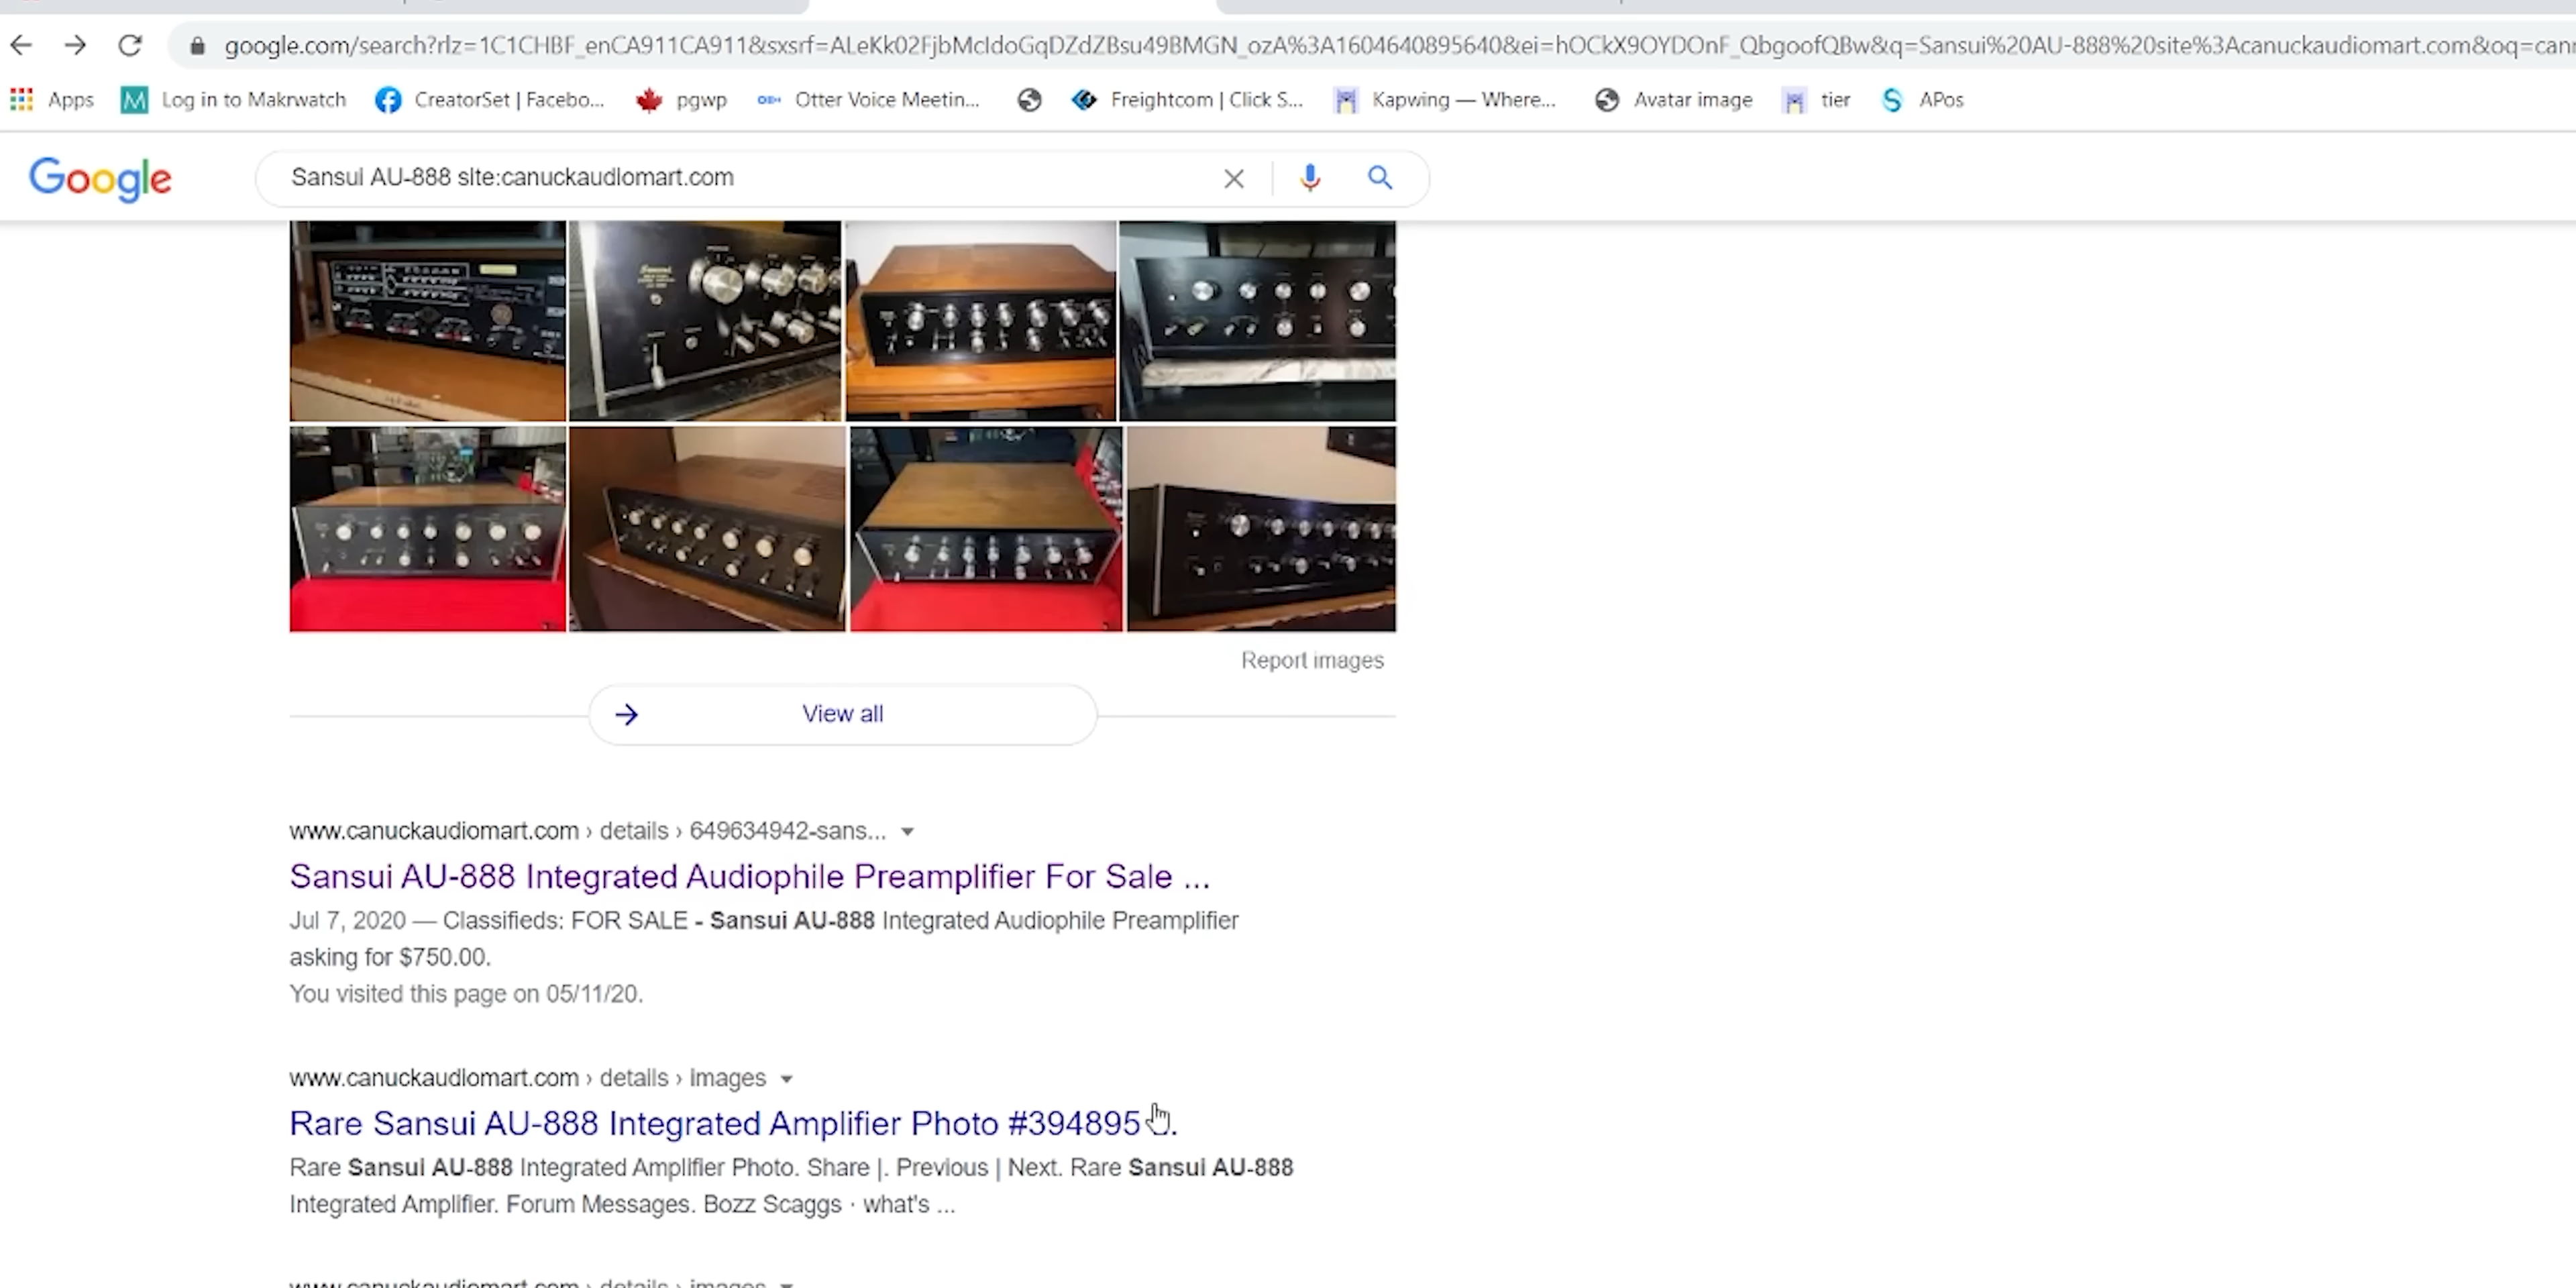 google.com/search?rlz=1C1CHBF_enCA911CA911&sxsrf=ALeKk02FjbMcIdoGqDZdZBsu49BMGN_ozA%3A1604640895640&ei=hOCkX9OYDOnF_QbgoofQBw&q=Sansui%20AU-888%20site%3Acanuckaudiomart.com&oq=can
Apps Log in to Makrwatch CreatorSet | Facebo... pgwp Otter Voice Meetin... Freightcom | Click S... Kapwing — Where... Avatar image tier APos
Google Sansui AU-888 site:canuckaudiomart.com
Report images
View all
www.canuckaudiomart.com › details › 649634942-sans...
Sansui AU-888 Integrated Audiophile Preamplifier For Sale ...
Jul 7, 2020 — Classifieds: FOR SALE - Sansui AU-888 Integrated Audiophile Preamplifier
asking for $750.00.
You visited this page on 05/11/20.
www.canuckaudiomart.com › details › images
Rare Sansui AU-888 Integrated Amplifier Photo #394895 .
Rare Sansui AU-888 Integrated Amplifier Photo. Share |. Previous | Next. Rare Sansui AU-888
Integrated Amplifier. Forum Messages. Bozz Scaggs · what's ...
www.canuckaudiomart.com › details › images